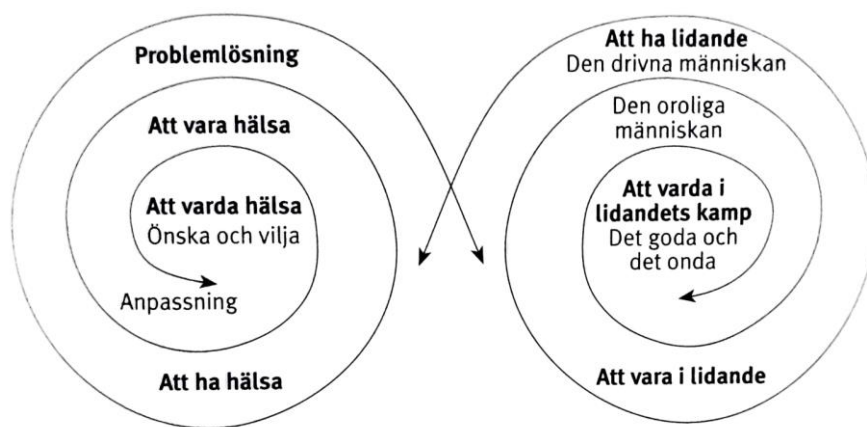 Problemlösning
Att vara hälsa
Att varda hälsa
Önska och vilja
Anpassning
Att ha hälsa
Att ha lidande
Den drivna människan
Den oroliga
människan
Att varda i
lidandets kamp
Det goda och
det onda
Att vara i lidande